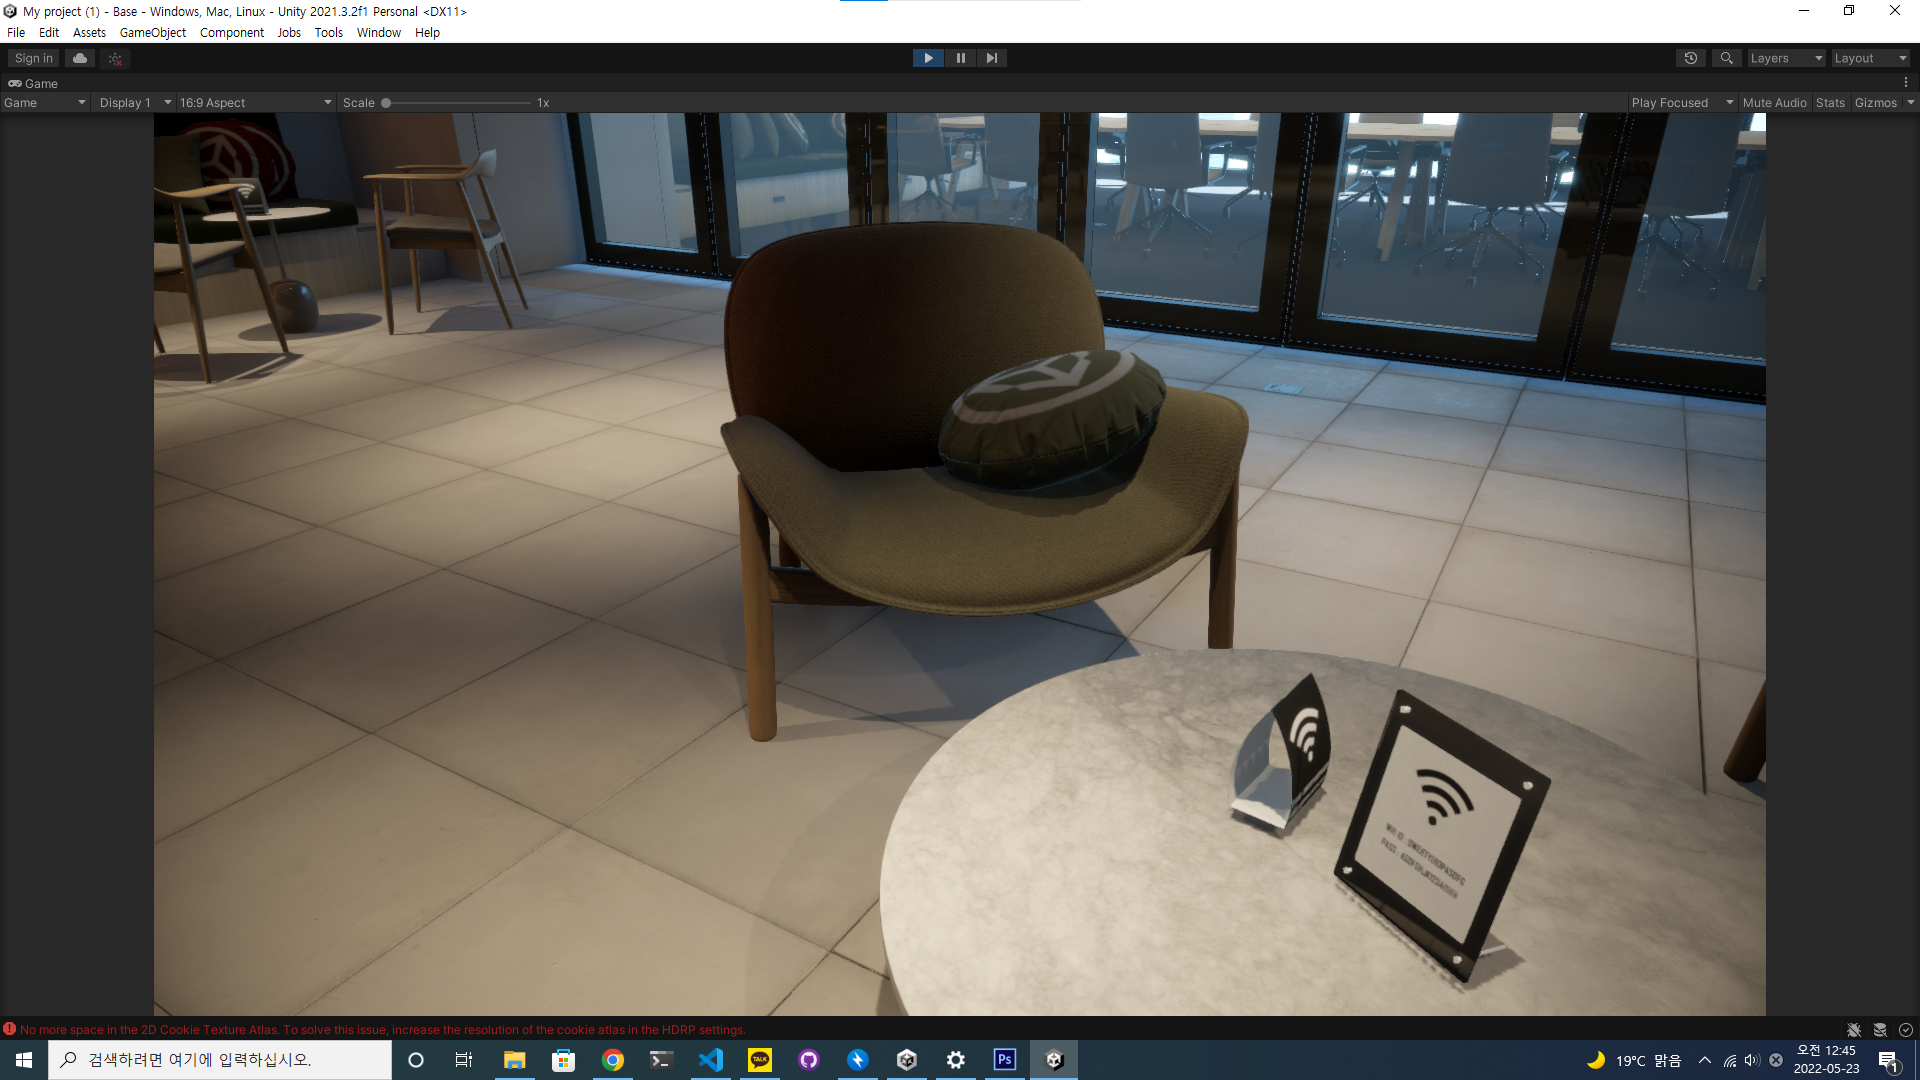 My project (1) - Base - Windows, Mac, Linux - Unity 2021.3.2f1 Personal <DX11>
File Edit Assets GameObject Component Jobs Tools Window Help
Sign in
Layers
Layout
Game
Game
Display 1
16:9 Aspect
Scale
1x
Play Focused
Mute Audio
Stats
Gizmos
Wifi ID :
PASS :
No more space in the 2D Cookie Texture Atlas. To solve this issue, increase the resolution of the cookie atlas in the HDRP settings.
검색하려면 여기에 입력하십시오.
TALK
Ps
19°C 맑음
오전 12:45
2022-05-23
1